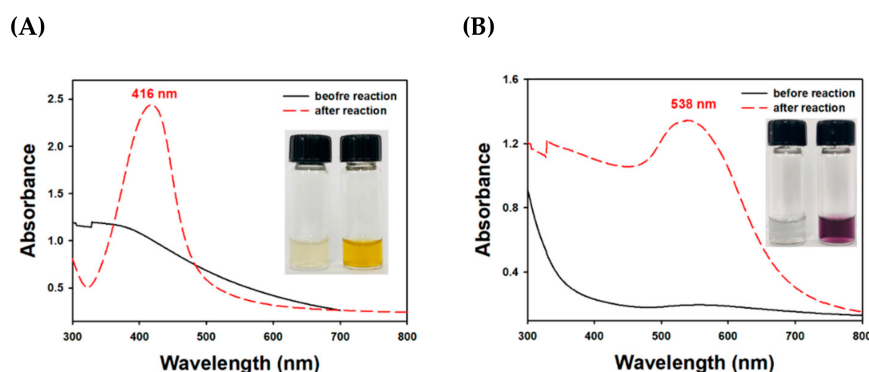 (A)
(B)
416 nm
beofre reaction
after reaction
2.5
2.0
1.5
1.0
0.5
300 400 500 600 700 800
Absorbance
Wavelength (nm)
538 nm
before reaction
after reaction
1.6
1.2
0.8
0.4
300 400 500 600 700 800
Absorbance
Wavelength (nm)